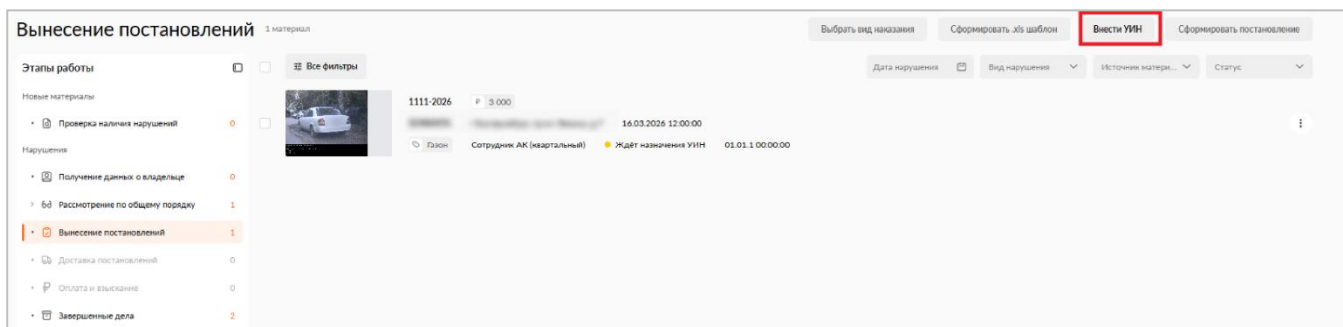 Вынесение постановлений 1 материал
Выбрать вид наказания Сформировать .xls шаблон Внести УИН Сформировать постановление
Этапы работы
Все фильтры
Дата нарушения Вид нарушения Источник матери... Статус
Новые материалы
Проверка наличия нарушений 0
Нарушения
Получение данных о владельце 0
Рассмотрение по общему порядку 1
Вынесение постановлений 1
Доставка постановлений 0
Оплата и взыскание 0
Завершенные дела 2
1111-2026 ₽ 3 000
16.03.2026 12:00:00
Газон Сотрудник АК (квартальный) Ждёт назначения УИН 01.01.1 00:00:00